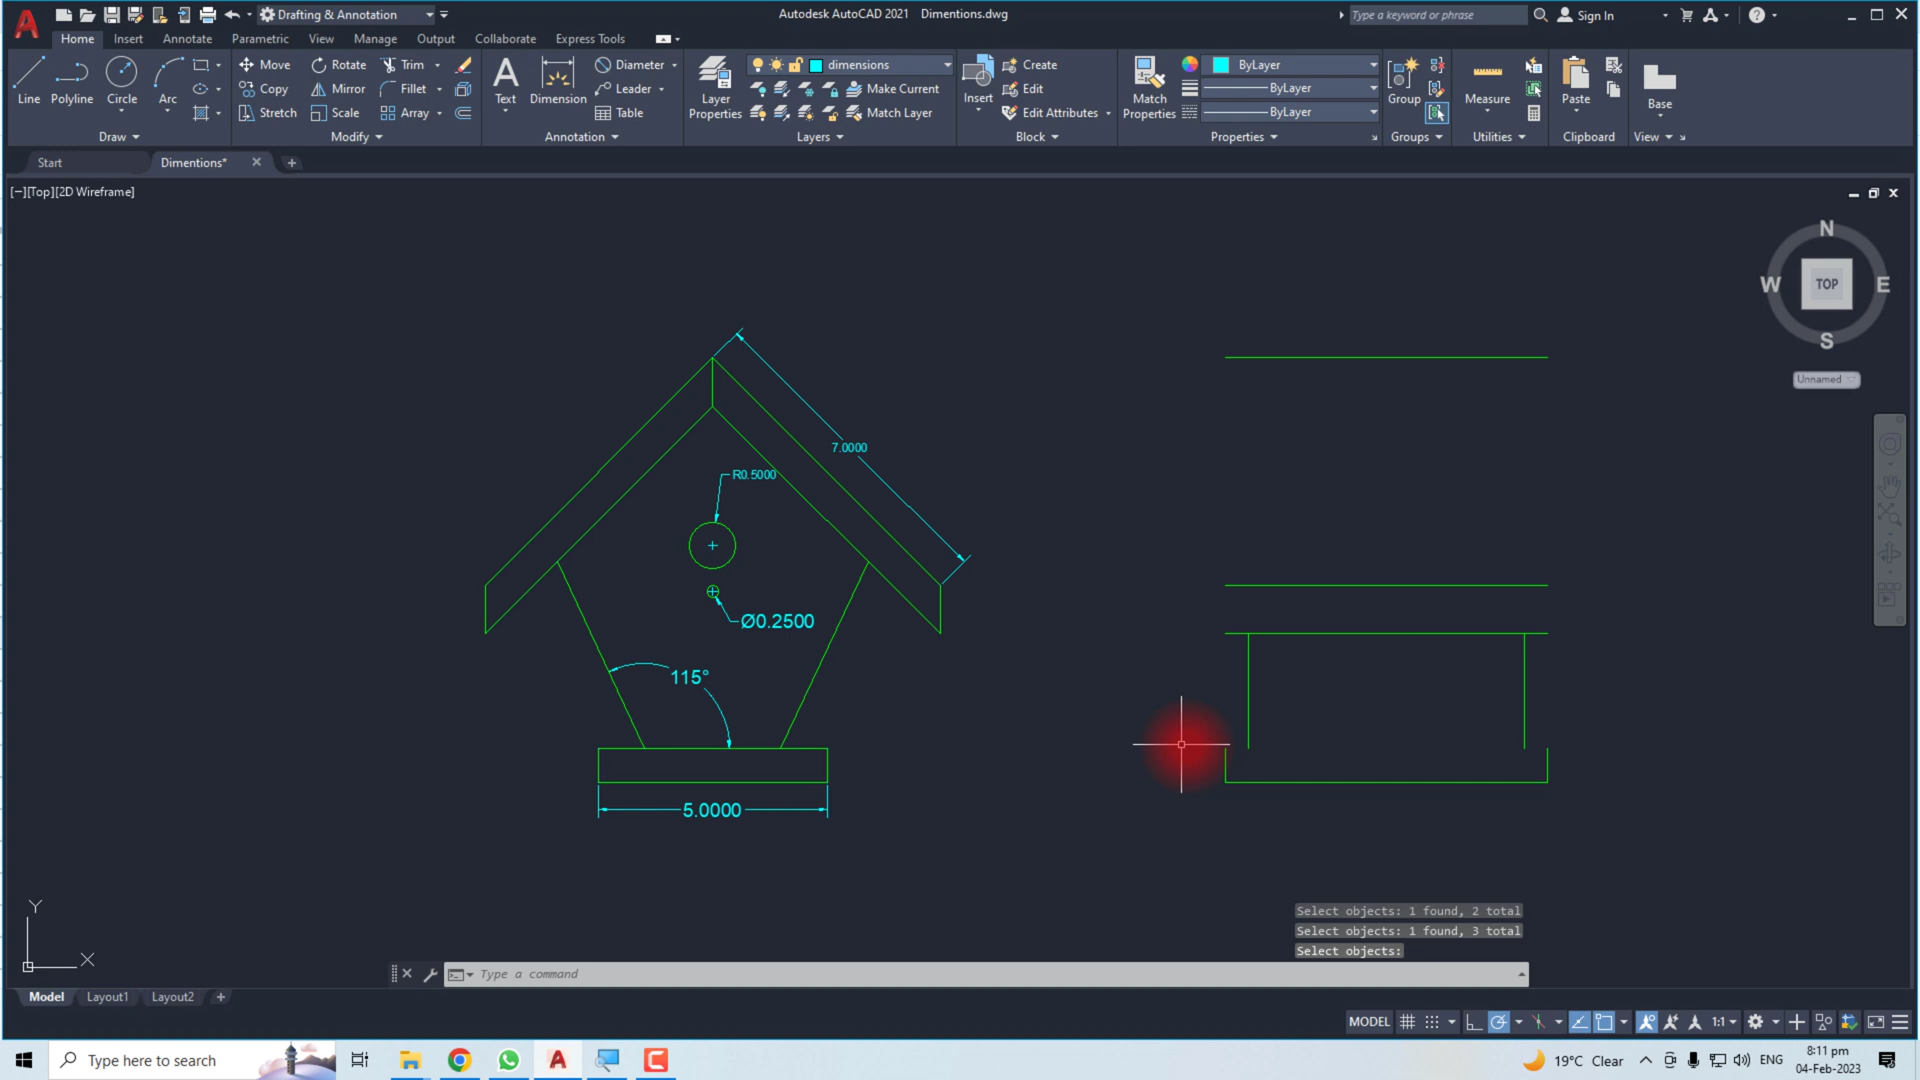 Drafting & Annotation
Autodesk AutoCAD 2021 Dimentions.dwg
Type a keyword or phrase
Sign In
Home Insert Annotate Parametric View Manage Output Collaborate Express Tools
Line Polyline Circle Arc
Move Rotate Trim
Copy Mirror Fillet
Stretch Scale Array
Text Dimension
Diameter
Leader
Table
Layer Properties
dimensions
Make Current
Match Layer
Insert
Create
Edit
Edit Attributes
Match Properties
ByLayer
ByLayer
ByLayer
Group
Measure
Paste
Base
Draw Modify Annotation Layers Block Properties Groups Utilities Clipboard View
Start Dimentions*
[−][Top][2D Wireframe]
N
W TOP E
S
Unnamed
7.0000
R0.5000
Ø0.2500
115°
5.0000
Y
X
Select objects: 1 found, 2 total
Select objects: 1 found, 3 total
Select objects:
Type a command
Model Layout1 Layout2
MODEL 1:1
Type here to search
19°C Clear
ENG
8:11 pm
04-Feb-2023